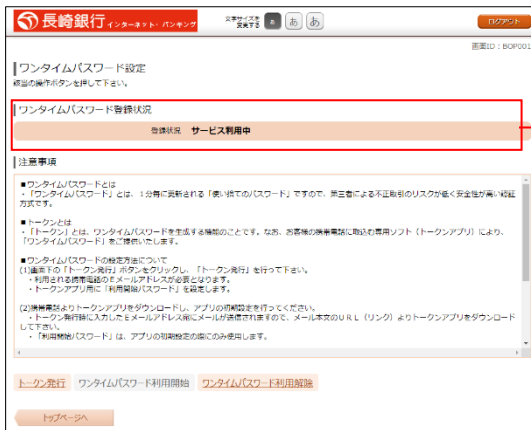 長崎銀行 インターネット・バンキング
文字サイズを
変更する
あ あ あ
ログアウト
画面ID:BOP001
ワンタイムパスワード設定
該当の操作ボタンを押して下さい。
ワンタイムパスワード登録状況
登録状況 サービス利用中
注意事項
■ワンタイムパスワードとは
・「ワンタイムパスワード」とは、1分毎に更新される「使い捨てのパスワード」ですので、第三者による不正取引のリスクが低く安全性が高い認証
方式です。
■トークンとは
・「トークン」とは、ワンタイムパスワードを生成する機能のことです。なお、お客様の携帯電話に取込む専用ソフト(トークンアプリ)により、
「ワンタイムパスワード」をご提供いたします。
■ワンタイムパスワードの設定方法について
(1)画面下の「トークン発行」ボタンをクリックし、「トークン発行」を行って下さい。
・利用される携帯電話のEメールアドレスが必要となります。
・トークンアプリ用に「利用開始パスワード」を設定します。
(2)携帯電話よりトークンアプリをダウンロードし、アプリの初期設定を行ってください。
・トークン発行時に入力したEメールアドレス宛にメールが送信されますので、メール本文のURL(リンク)よりトークンアプリをダウンロード
して下さい。
・「利用開始パスワード」は、アプリの初期設定の際にのみ使用します。
トークン発行 ワンタイムパスワード利用開始 ワンタイムパスワード利用解除
トップページへ